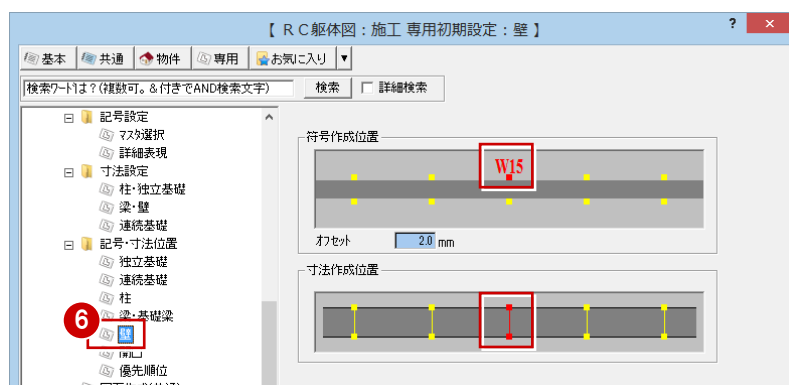 【 ＲＣ躯体図：施工 専用初期設定：壁 】
? ×
基本 共通 物件 専用 お気に入り ▼
検索ワードは？(複数可。＆付きでAND検索文字) 検索 詳細検索
記号設定
マスタ選択
詳細表現
寸法設定
柱・独立基礎
梁・壁
連続基礎
記号・寸法位置
独立基礎
連続基礎
柱
梁・基礎梁
6
壁
開口
優先順位
符号作成位置
W15
オフセット 2.0 mm
寸法作成位置